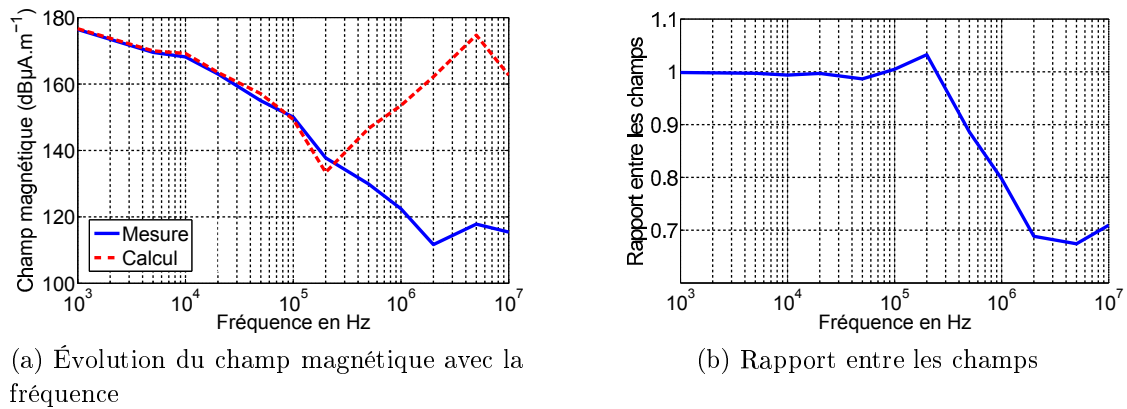 180
160
140
120
100
Champ magnétique (dBµA.m⁻¹)
Mesure
Calcul
10³ 10⁴ 10⁵ 10⁶ 10⁷
Fréquence en Hz
(a) Évolution du champ magnétique avec la
fréquence
1.1
1
0.9
0.8
0.7
Rapport entre les champs
10³ 10⁴ 10⁵ 10⁶ 10⁷
Fréquence en Hz
(b) Rapport entre les champs